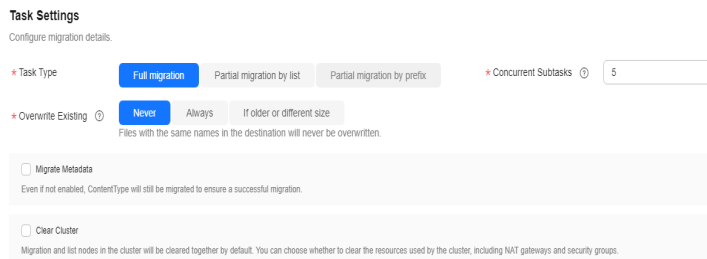 Task Settings
Configure migration details.
* Task Type Full migration Partial migration by list Partial migration by prefix * Concurrent Subtasks ? 5
* Overwrite Existing ? Never Always If older or different size
Files with the same names in the destination will never be overwritten.
Migrate Metadata
Even if not enabled, ContentType will still be migrated to ensure a successful migration.
Clear Cluster
Migration and list nodes in the cluster will be cleared together by default. You can choose whether to clear the resources used by the cluster, including NAT gateways and security groups.